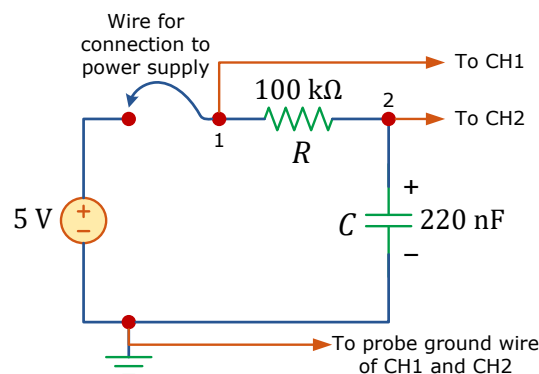 Wire for
connection to
power supply
To CH1
100 kΩ
2
To CH2
1
R
+
5 V
+
−
C
220 nF
−
To probe ground wire
of CH1 and CH2